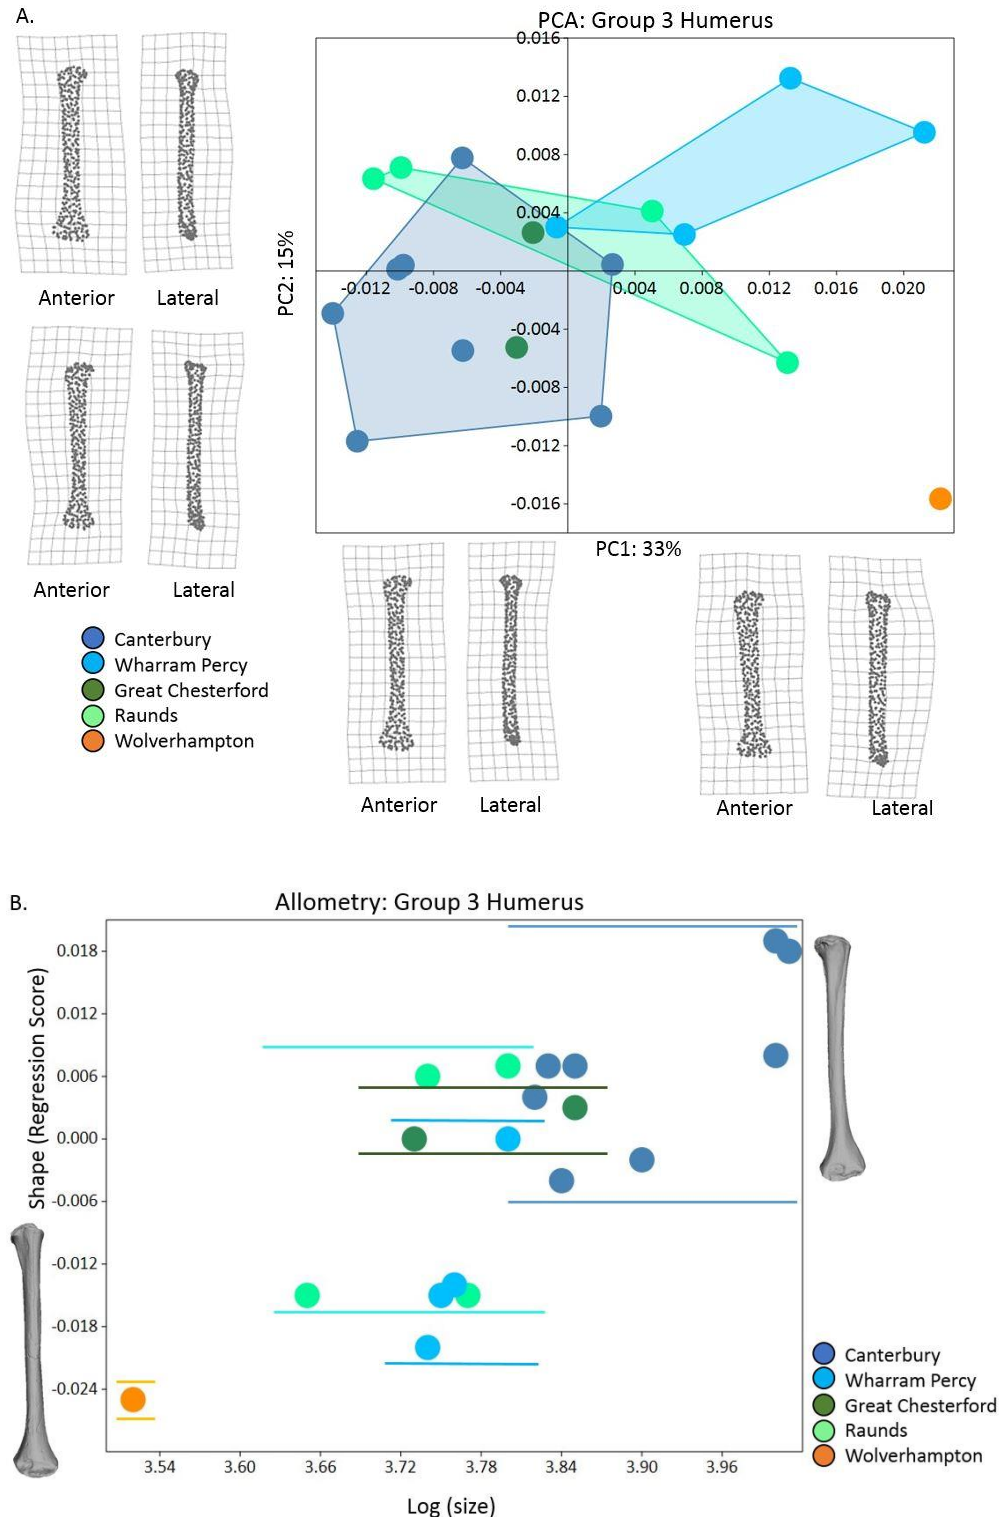 A.
PCA: Group 3 Humerus
0.016
0.012
0.008
0.004
-0.012 -0.008 -0.004 0.004 0.008 0.012 0.016 0.020
-0.004
-0.008
-0.012
-0.016
PC2: 15%
PC1: 33%
Anterior Lateral
Anterior Lateral
Anterior Lateral
Anterior Lateral
Canterbury
Wharram Percy
Great Chesterford
Raunds
Wolverhampton
B.
Allometry: Group 3 Humerus
Shape (Regression Score)
0.018
0.012
0.006
0.000
-0.006
-0.012
-0.018
-0.024
3.54 3.60 3.66 3.72 3.78 3.84 3.90 3.96
Log (size)
Canterbury
Wharram Percy
Great Chesterford
Raunds
Wolverhampton